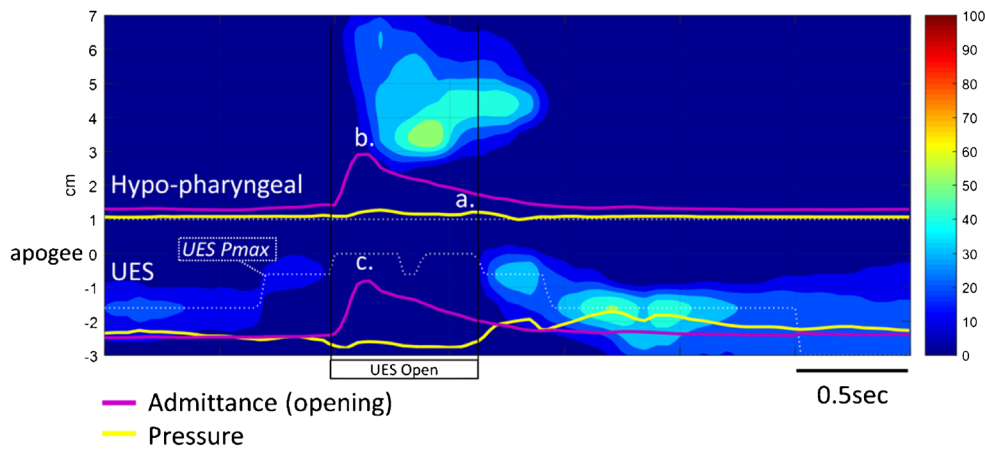 7
6
5
4
3
2
1
0
-1
-2
-3
cm
apogee
b.
Hypo-pharyngeal
a.
UES Pmax
UES
c.
UES Open
0.5sec
Admittance (opening)
Pressure
100
90
80
70
60
50
40
30
20
10
0